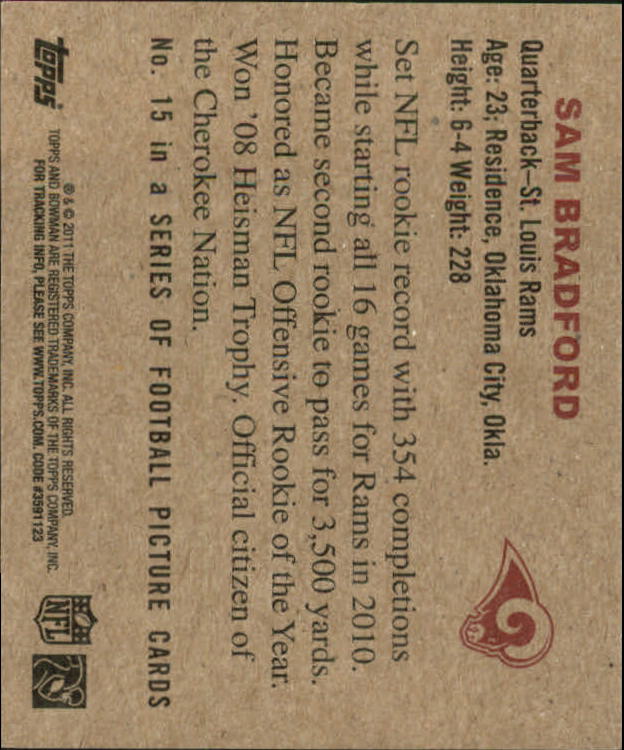 SAM BRADFORD
Quarterback–St. Louis Rams
Age: 23; Residence, Oklahoma City, Okla.
Height: 6-4 Weight: 228
Set NFL rookie record with 354 completions
while starting all 16 games for Rams in 2010.
Became second rookie to pass for 3,500 yards.
Honored as NFL Offensive Rookie of the Year.
Won '08 Heisman Trophy. Official citizen of
the Cherokee Nation.
No. 15 in a SERIES OF FOOTBALL PICTURE CARDS
topps
® & © 2011 THE TOPPS COMPANY, INC. ALL RIGHTS RESERVED.
TOPPS AND BOWMAN ARE REGISTERED TRADEMARKS OF THE TOPPS COMPANY, INC.
FOR TRACKING INFO, PLEASE SEE WWW.TOPPS.COM. CODE #3591123
NFL